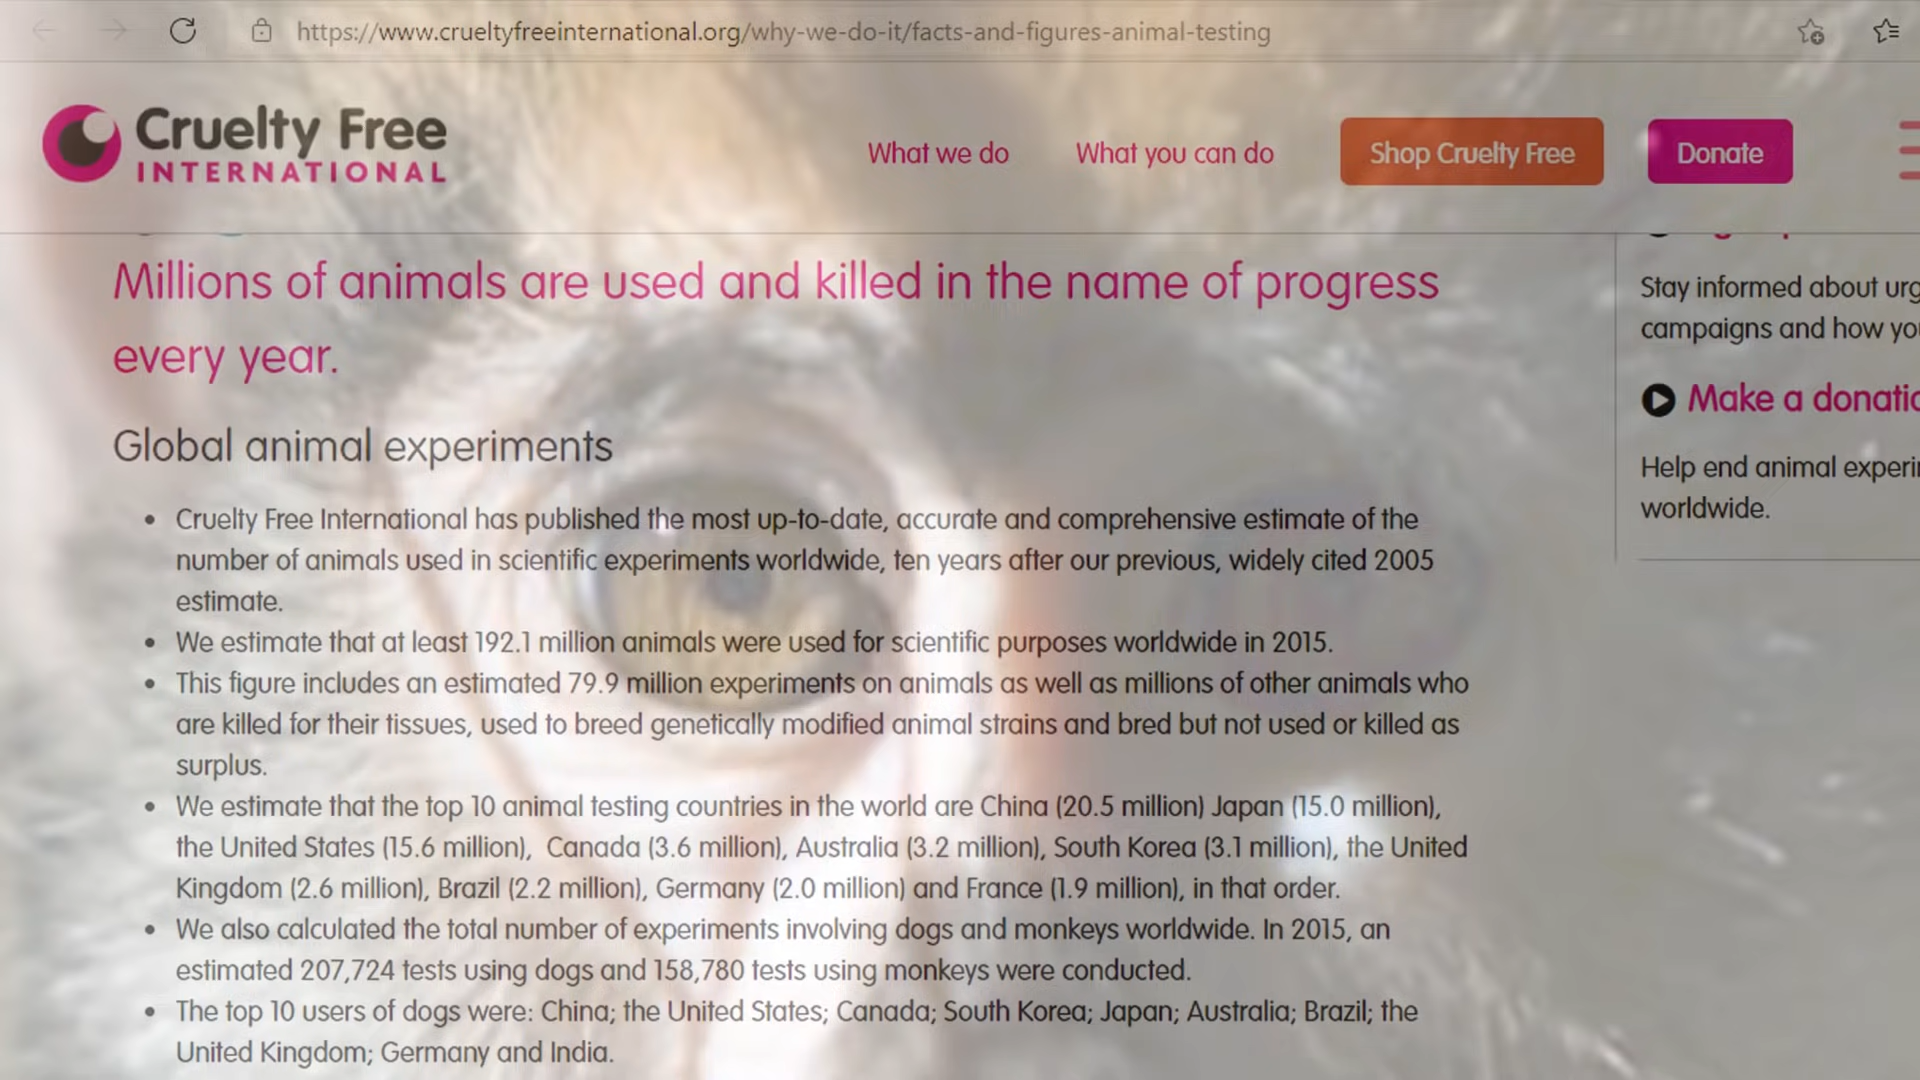 https://www.crueltyfreeinternational.org/why-we-do-it/facts-and-figures-animal-testing
Cruelty Free
INTERNATIONAL
What we do
What you can do
Shop Cruelty Free
Donate
Millions of animals are used and killed in the name of progress
every year.
Global animal experiments
• Cruelty Free International has published the most up-to-date, accurate and comprehensive estimate of the
number of animals used in scientific experiments worldwide, ten years after our previous, widely cited 2005
estimate.
• We estimate that at least 192.1 million animals were used for scientific purposes worldwide in 2015.
• This figure includes an estimated 79.9 million experiments on animals as well as millions of other animals who
are killed for their tissues, used to breed genetically modified animal strains and bred but not used or killed as
surplus.
• We estimate that the top 10 animal testing countries in the world are China (20.5 million) Japan (15.0 million),
the United States (15.6 million), Canada (3.6 million), Australia (3.2 million), South Korea (3.1 million), the United
Kingdom (2.6 million), Brazil (2.2 million), Germany (2.0 million) and France (1.9 million), in that order.
• We also calculated the total number of experiments involving dogs and monkeys worldwide. In 2015, an
estimated 207,724 tests using dogs and 158,780 tests using monkeys were conducted.
• The top 10 users of dogs were: China; the United States; Canada; South Korea; Japan; Australia; Brazil; the
United Kingdom; Germany and India.
Stay informed about urg
campaigns and how yo
Make a donatio
Help end animal experi
worldwide.